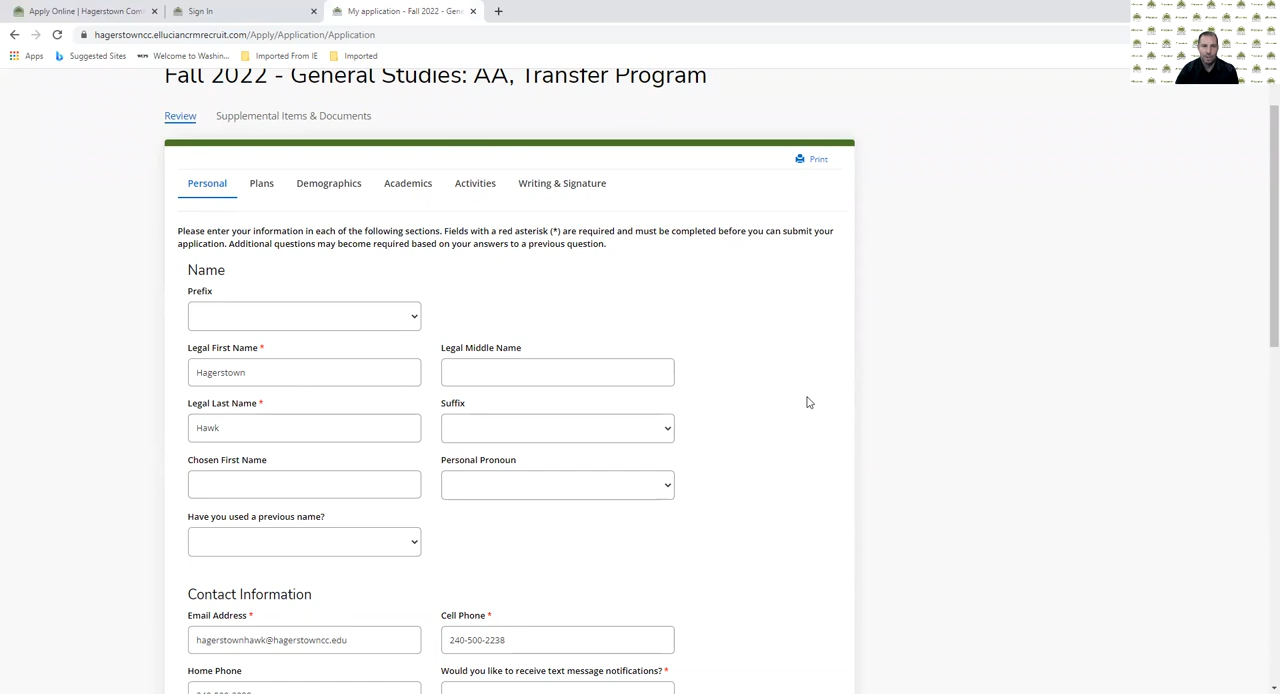 Apply Online | Hagerstown Com
Sign In
My application - Fall 2022 - Gene
hagerstowncc.elluciancrmrecruit.com/Apply/Application/Application
Apps
Suggested Sites
Welcome to Washin...
Imported From IE
Imported
Fall 2022 - General Studies: AA, Transfer Program
Review
Supplemental Items & Documents
Print
Personal
Plans
Demographics
Academics
Activities
Writing & Signature
Please enter your information in each of the following sections. Fields with a red asterisk (*) are required and must be completed before you can submit your
application. Additional questions may become required based on your answers to a previous question.
Name
Prefix
Legal First Name *
Legal Middle Name
Hagerstown
Legal Last Name *
Suffix
Hawk
Chosen First Name
Personal Pronoun
Have you used a previous name?
Contact Information
Email Address *
Cell Phone *
hagerstownhawk@hagerstowncc.edu
240-500-2238
Home Phone
Would you like to receive text message notifications? *